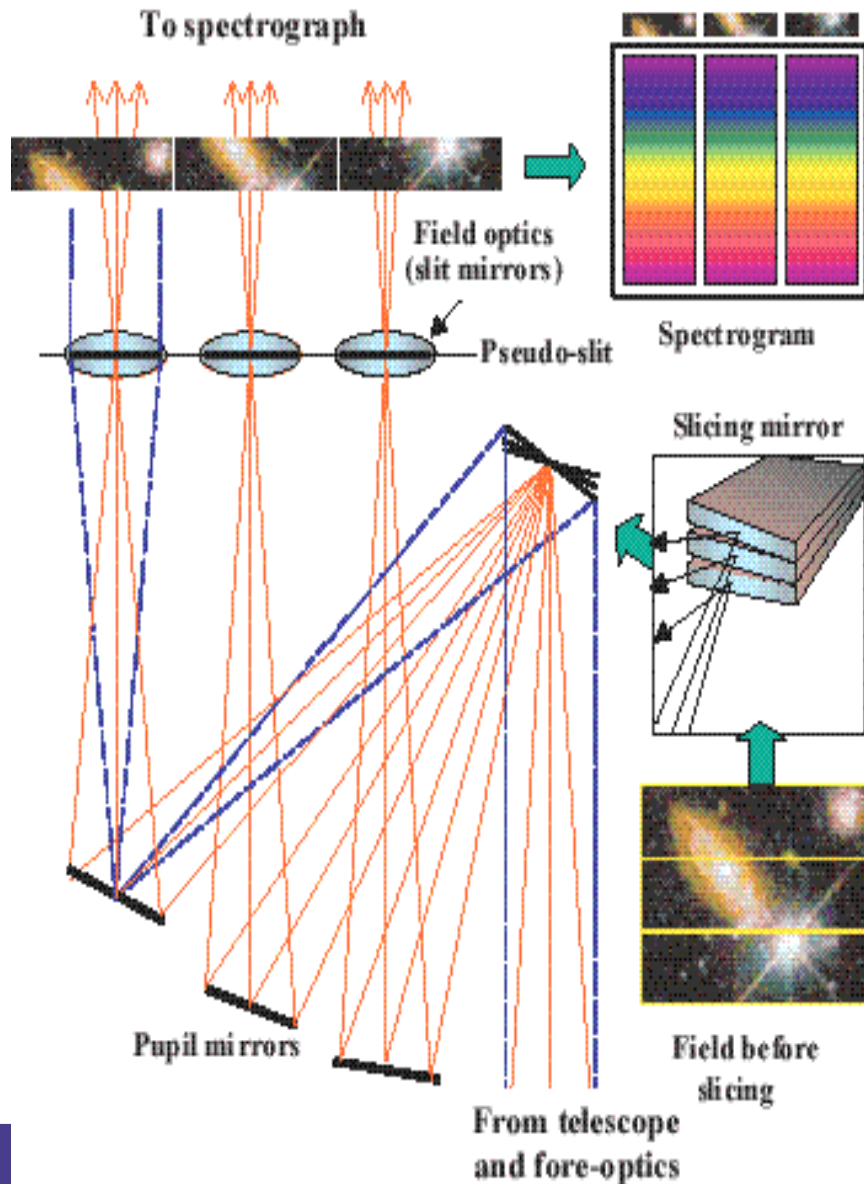 To spectrograph
Field optics
(slit mirrors)
Pseudo-slit
Spectrogram
Slicing mirror
Pupil mirrors
Field before
slicing
From telescope
and fore-optics